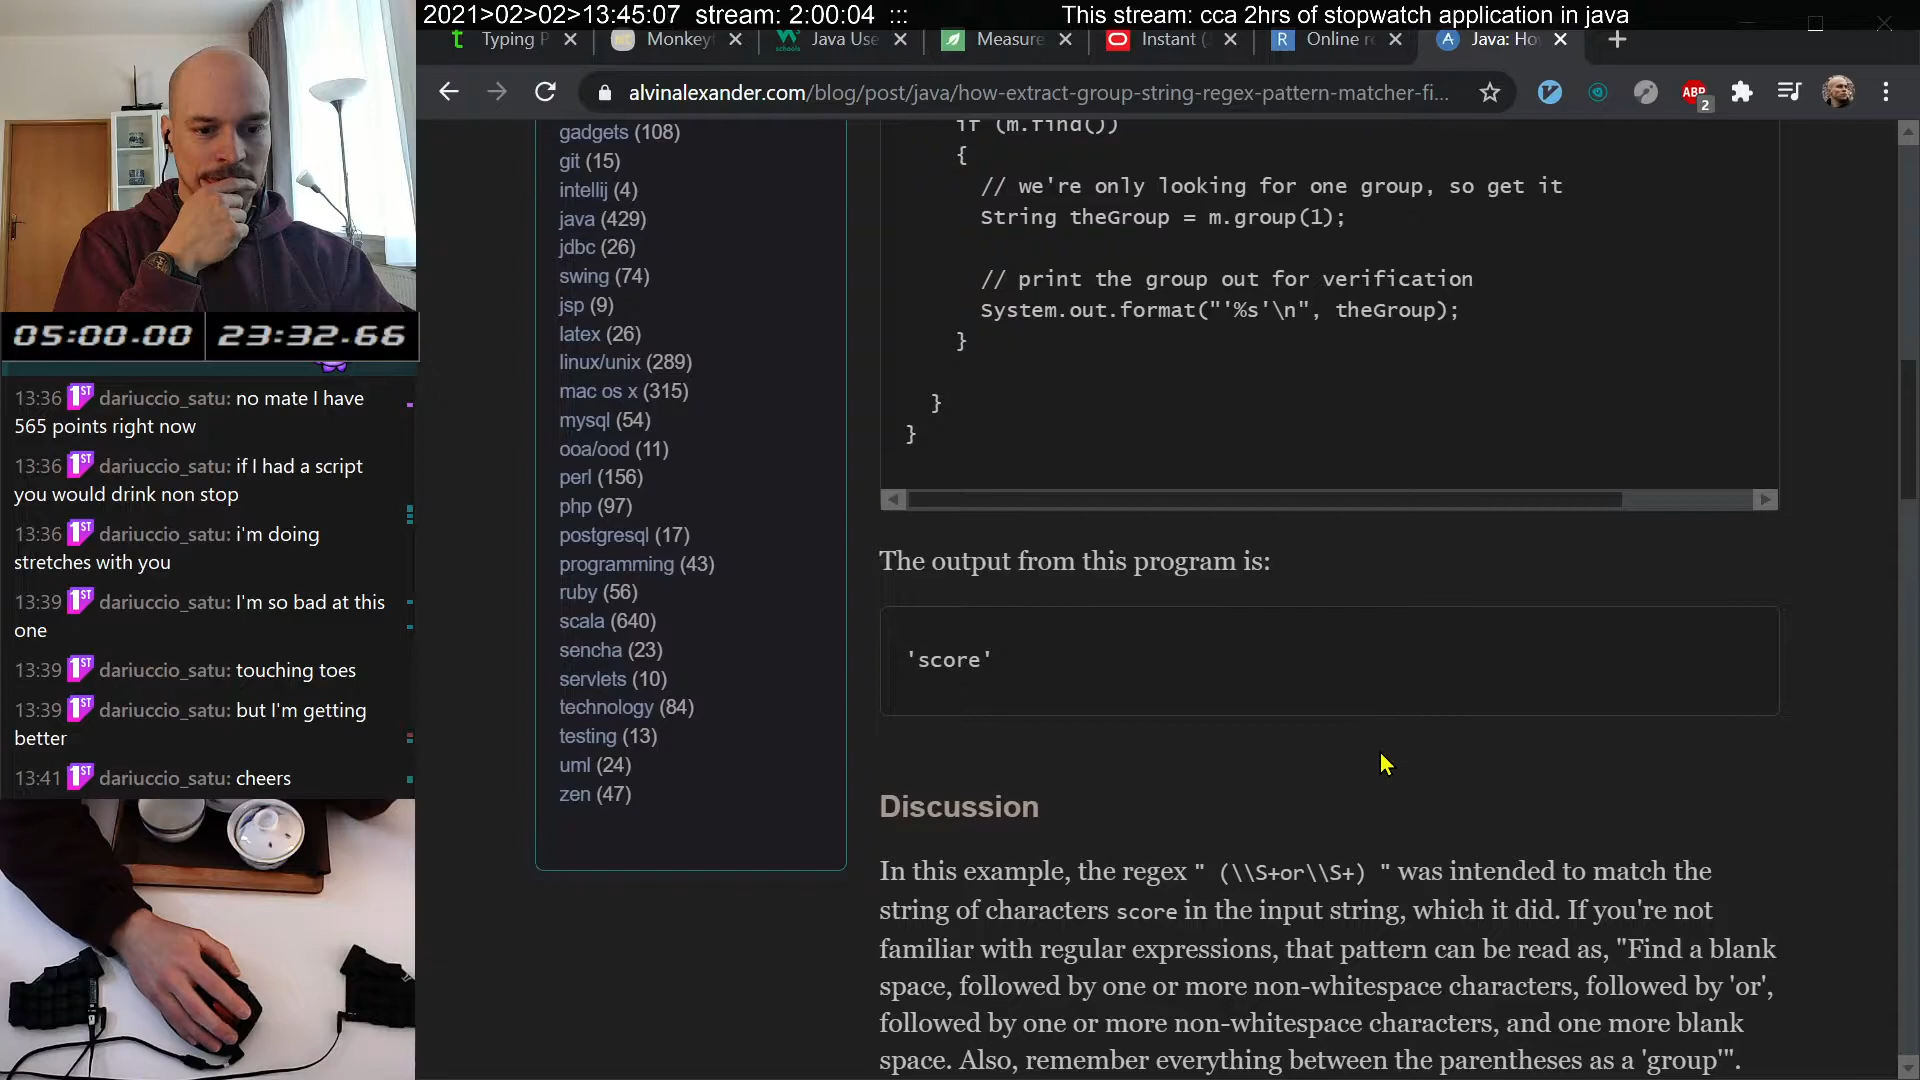 2021>02>02>13:45:07 stream: 2:00:04 ::: This stream: cca 2hrs of stopwatch application in java
Typing P
Monkeyt
Java Use
Measure
Instant (
Online re
Java: Ho
alvinalexander.com/blog/post/java/how-extract-group-string-regex-pattern-matcher-fi...
ABP
2
05:00.00 23:32.66
13:36 1ST dariuccio_satu: no mate I have
565 points right now
13:36 1ST dariuccio_satu: if I had a script
you would drink non stop
13:36 1ST dariuccio_satu: i'm doing
stretches with you
13:39 1ST dariuccio_satu: I'm so bad at this
one
13:39 1ST dariuccio_satu: touching toes
13:39 1ST dariuccio_satu: but I'm getting
better
13:41 1ST dariuccio_satu: cheers
gadgets (108)
git (15)
intellij (4)
java (429)
jdbc (26)
swing (74)
jsp (9)
latex (26)
linux/unix (289)
mac os x (315)
mysql (54)
ooa/ood (11)
perl (156)
php (97)
postgresql (17)
programming (43)
ruby (56)
scala (640)
sencha (23)
servlets (10)
technology (84)
testing (13)
uml (24)
zen (47)
if (m.find())
{
// we're only looking for one group, so get it
String theGroup = m.group(1);
// print the group out for verification
System.out.format("'%s'\n", theGroup);
}
}
}
The output from this program is:
'score'
Discussion
In this example, the regex " (\\S+or\\S+) " was intended to match the
string of characters score in the input string, which it did. If you're not
familiar with regular expressions, that pattern can be read as, "Find a blank
space, followed by one or more non-whitespace characters, followed by 'or',
followed by one or more non-whitespace characters, and one more blank
space. Also, remember everything between the parentheses as a 'group'".